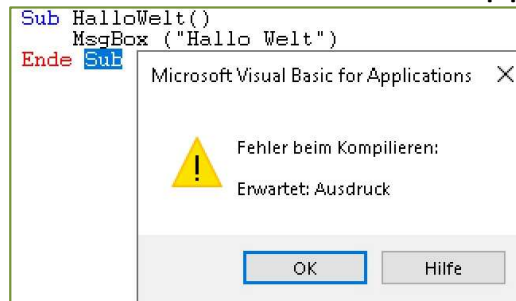 Sub HalloWelt()
MsgBox ("Hallo Welt")
Ende Sub
Microsoft Visual Basic for Applications
Fehler beim Kompilieren:
Erwartet: Ausdruck
OK Hilfe